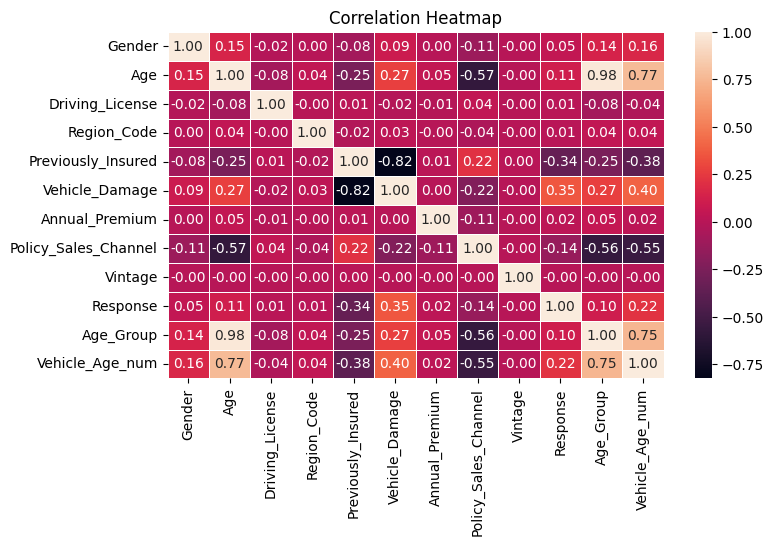 Correlation Heatmap
Gender 1.00 0.15 -0.02 0.00 -0.08 0.09 0.00 -0.11 -0.00 0.05 0.14 0.16
Age 0.15 1.00 -0.08 0.04 -0.25 0.27 0.05 -0.57 -0.00 0.11 0.98 0.77
Driving_License -0.02 -0.08 1.00 -0.00 0.01 -0.02 -0.01 0.04 -0.00 0.01 -0.08 -0.04
Region_Code 0.00 0.04 -0.00 1.00 -0.02 0.03 -0.00 -0.04 -0.00 0.01 0.04 0.04
Previously_Insured -0.08 -0.25 0.01 -0.02 1.00 -0.82 0.01 0.22 0.00 -0.34 -0.25 -0.38
Vehicle_Damage 0.09 0.27 -0.02 0.03 -0.82 1.00 0.00 -0.22 -0.00 0.35 0.27 0.40
Annual_Premium 0.00 0.05 -0.01 -0.00 0.01 0.00 1.00 -0.11 -0.00 0.02 0.05 0.02
Policy_Sales_Channel -0.11 -0.57 0.04 -0.04 0.22 -0.22 -0.11 1.00 -0.00 -0.14 -0.56 -0.55
Vintage -0.00 -0.00 -0.00 -0.00 0.00 -0.00 -0.00 -0.00 1.00 -0.00 -0.00 -0.00
Response 0.05 0.11 0.01 0.01 -0.34 0.35 0.02 -0.14 -0.00 1.00 0.10 0.22
Age_Group 0.14 0.98 -0.08 0.04 -0.25 0.27 0.05 -0.56 -0.00 0.10 1.00 0.75
Vehicle_Age_num 0.16 0.77 -0.04 0.04 -0.38 0.40 0.02 -0.55 -0.00 0.22 0.75 1.00
Gender
Age
Driving_License
Region_Code
Previously_Insured
Vehicle_Damage
Annual_Premium
Policy_Sales_Channel
Vintage
Response
Age_Group
Vehicle_Age_num
1.00
0.75
0.50
0.25
0.00
−0.25
−0.50
−0.75